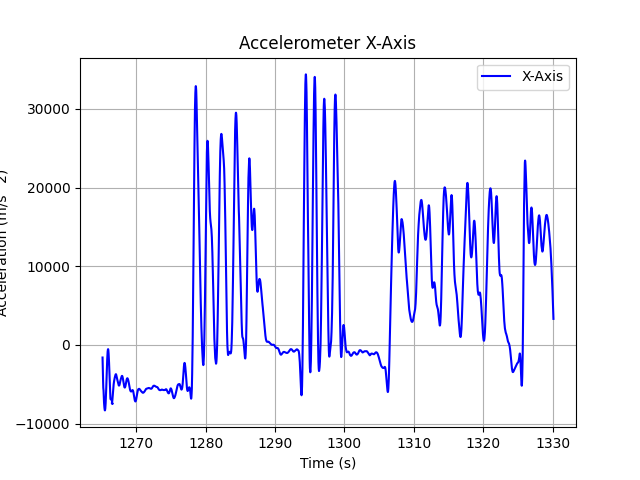 Accelerometer X-Axis
X-Axis
30000
20000
10000
0
−10000
Acceleration (m/s 2)
1270 1280 1290 1300 1310 1320 1330
Time (s)